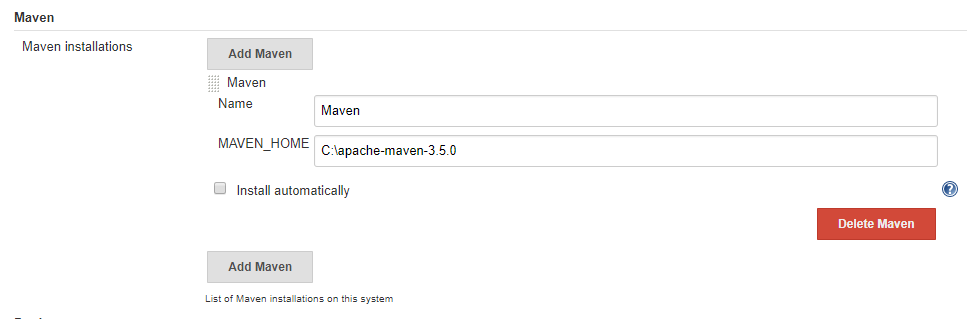 Maven
Maven installations
Add Maven
Maven
Name
Maven
MAVEN_HOME
C:\apache-maven-3.5.0
Install automatically
?
Delete Maven
Add Maven
List of Maven installations on this system